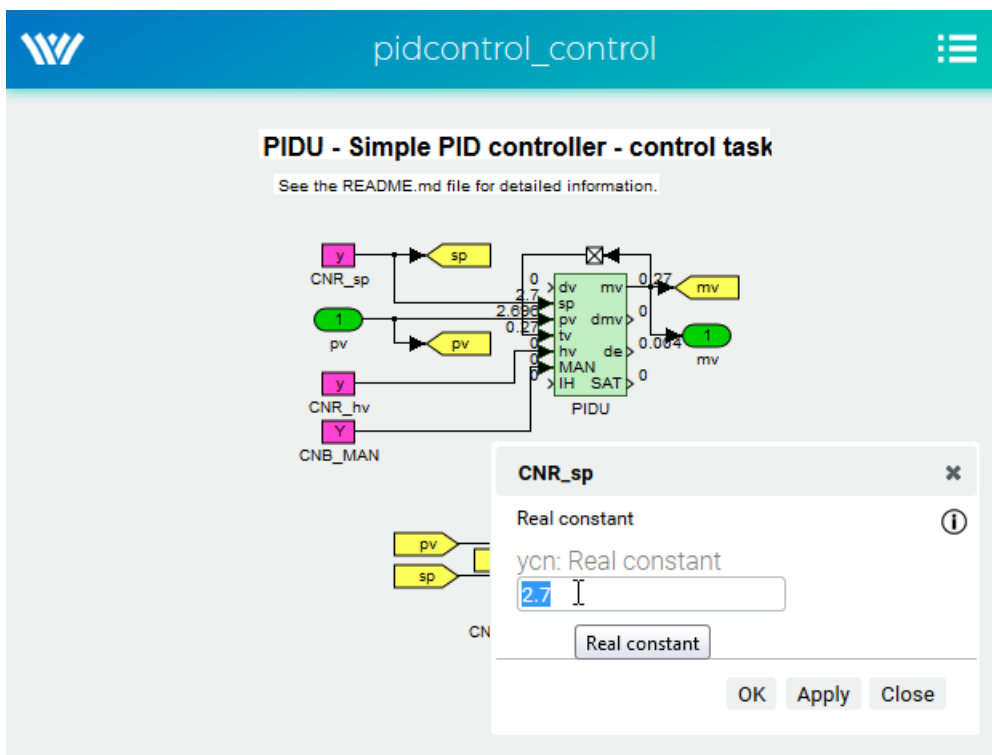 pidcontrol_control
PIDU - Simple PID controller - control task
See the README.md file for detailed information.
y
sp
CNR_sp
0
dv
mv
0.27
mv
2.7
sp
1
pv
2.696
pv
dmv
0
0.27
tv
pv
0
hv
de
0.004
1
mv
0
MAN
y
CNR_hv
0
IH
SAT
0
PIDU
Y
CNB_MAN
CNR_sp
Real constant
pv
ycn: Real constant
sp
2.7
CN
Real constant
OK
Apply
Close